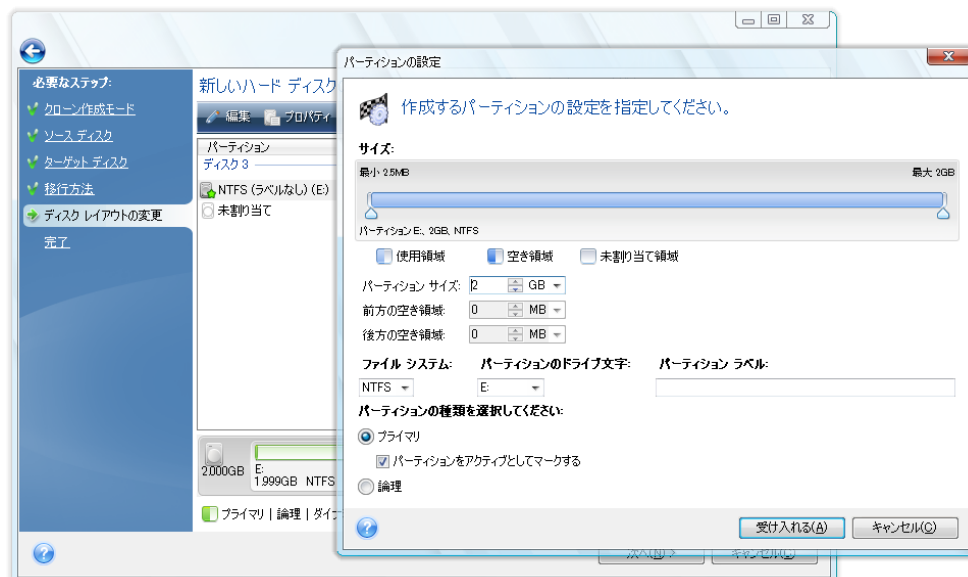 必要なステップ:
クローン作成モード
ソース ディスク
ターゲット ディスク
移行方法
ディスク レイアウトの変更
完了
新しいハード ディスク
編集 プロパティ
パーティション
ディスク 3
NTFS (ラベルなし) (E:)
未割り当て
2.000GB
E:
1.999GB NTFS
プライマリ | 論理 | ダイナ
パーティションの設定
作成するパーティションの設定を指定してください。
サイズ:
最小 2.5MB 最大 2GB
パーティション E:、2GB、NTFS
使用領域 空き領域 未割り当て領域
パーティション サイズ: 2 GB
前方の空き領域: 0 MB
後方の空き領域: 0 MB
ファイル システム: パーティションのドライブ文字: パーティション ラベル:
NTFS E:
パーティションの種類を選択してください:
プライマリ
パーティションをアクティブとしてマークする
論理
受け入れる(A) キャンセル(C)
次へ(N) > キャンセル(C)